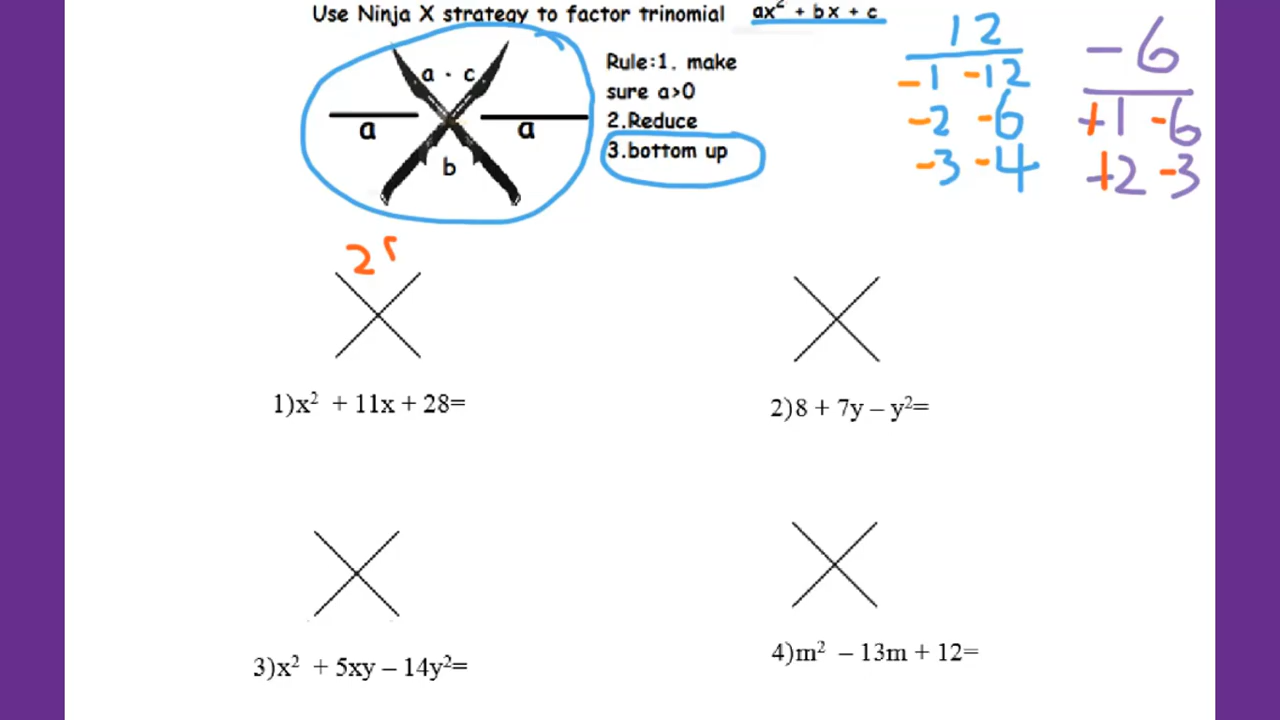 Use Ninja X strategy to factor trinomial ax² + bx + c
a · c
a
a
b
Rule:1. make
sure a>0
2.Reduce
3.bottom up
12
-1 -12
-2 -6
-3 -4
-6
+1 -6
+2 -3
2
1)x² + 11x + 28=
2)8 + 7y – y²=
3)x² + 5xy – 14y²=
4)m² – 13m + 12=